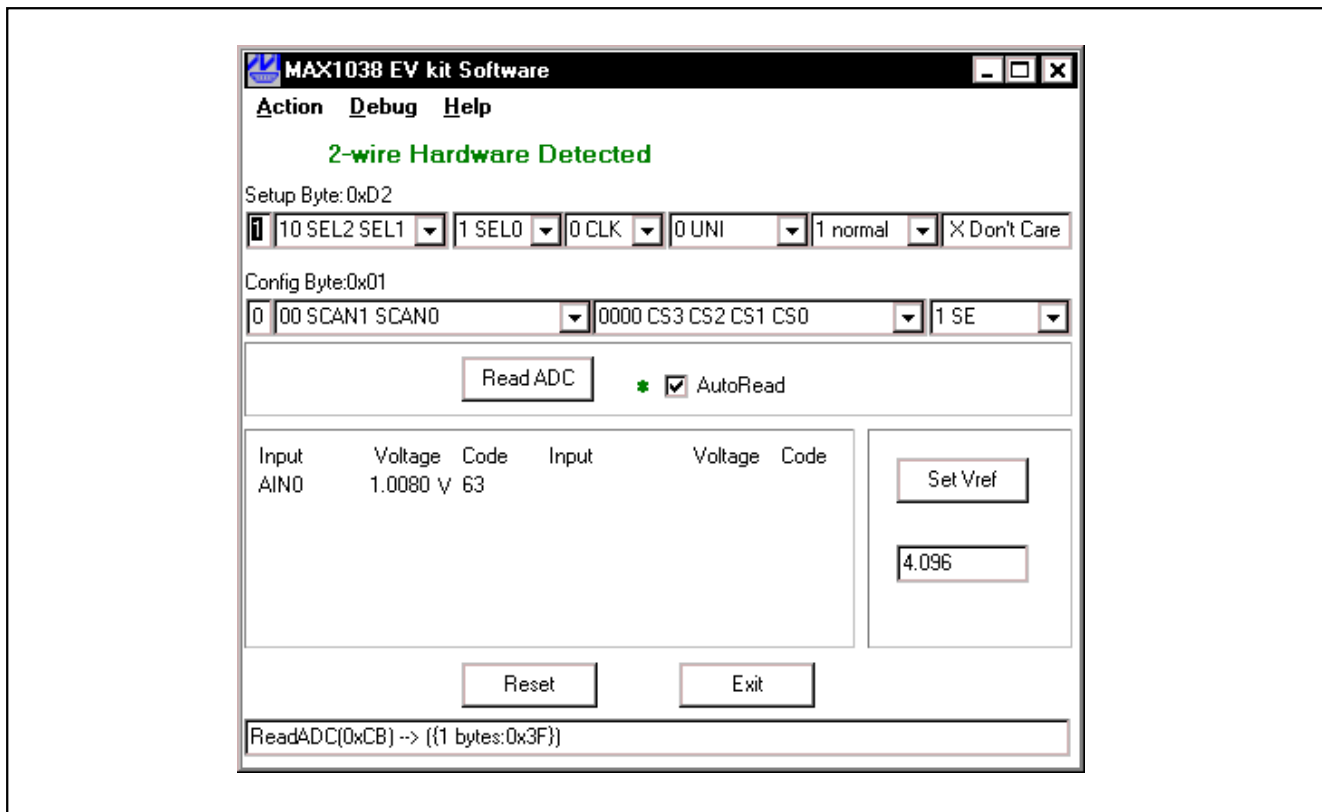 MAX1038 EV kit Software
Action Debug Help
2-wire Hardware Detected
Setup Byte: 0xD2
1 10 SEL2 SEL1 1 SEL0 0 CLK 0 UNI 1 normal X Don't Care
Config Byte:0x01
0 00 SCAN1 SCAN0 0000 CS3 CS2 CS1 CS0 1 SE
Read ADC * AutoRead
Input Voltage Code Input Voltage Code
AIN0 1.0080 V 63
Set Vref
4.096
Reset Exit
ReadADC(0xCB) --> ({1 bytes:0x3F})